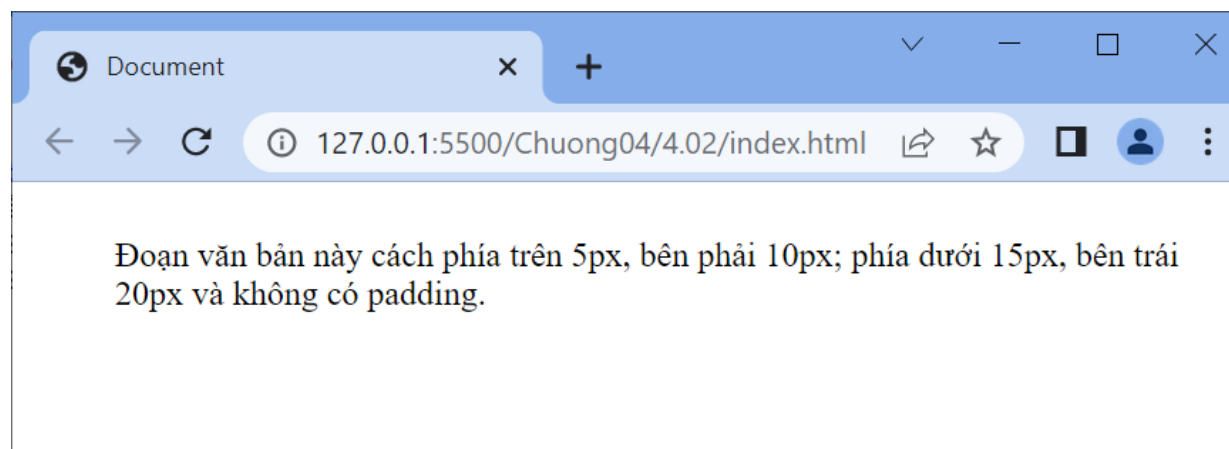 Document
127.0.0.1:5500/Chuong04/4.02/index.html
Đoạn văn bản này cách phía trên 5px, bên phải 10px; phía dưới 15px, bên trái
20px và không có padding.